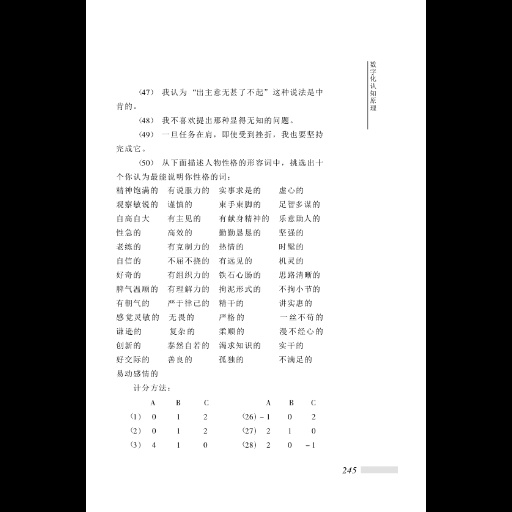 数字化认知原理
(47) 我认为“出主意无甚了不起”这种说法是中
肯的。
(48) 我不喜欢提出那种显得无知的问题。
(49) 一旦任务在肩，即使受到挫折，我也要坚持
完成它。
(50) 从下面描述人物性格的形容词中，挑选出十
个你认为最能说明你性格的词：
精神饱满的 有说服力的 实事求是的 虚心的
观察敏锐的 谨慎的 束手束脚的 足智多谋的
自高自大 有主见的 有献身精神的 乐意助人的
性急的 高效的 勤勤恳恳的 坚强的
老练的 有克制力的 热情的 时髦的
自信的 不屈不挠的 有远见的 机灵的
好奇的 有组织力的 铁石心肠的 思路清晰的
脾气温顺的 有理解力的 拘泥形式的 不拘小节的
有朝气的 严于律己的 精干的 讲实惠的
感觉灵敏的 无畏的 严格的 一丝不苟的
谦逊的 复杂的 柔顺的 漫不经心的
创新的 泰然自若的 渴求知识的 实干的
好交际的 善良的 孤独的 不满足的
易动感情的
计分方法：
A B C A B C
(1) 0 1 2 (26) -1 0 2
(2) 0 1 2 (27) 2 1 0
(3) 4 1 0 (28) 2 0 -1
245